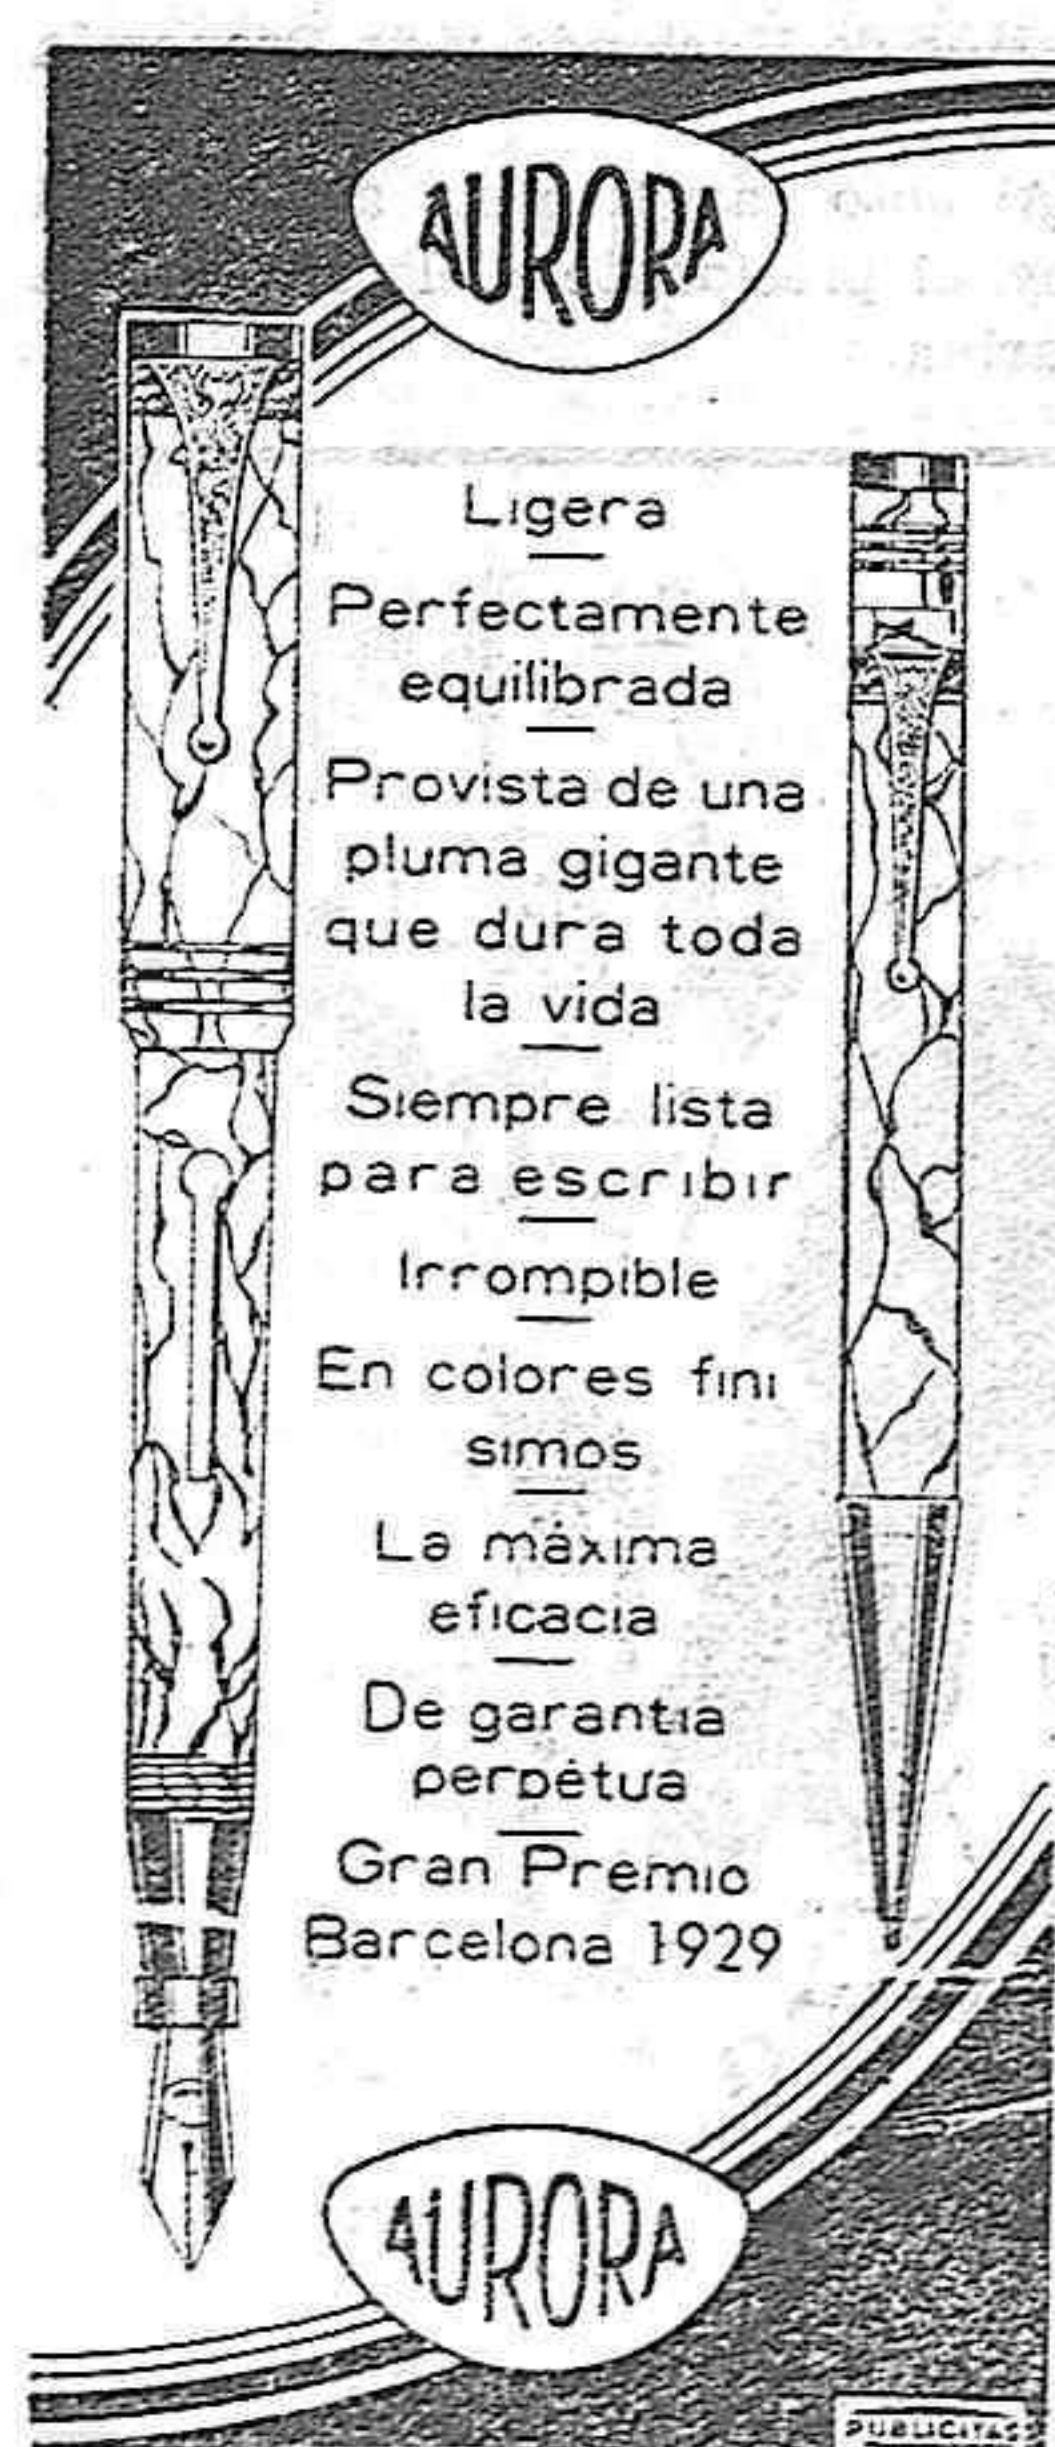 AURORA
Ligera
Perfectamente
equilibrada
Provista de una
pluma gigante
que dura toda
la vida
Siempre lista
para escribir
Irrompible
En colores fini
simos
La máxima
eficacia
De garantia
perpétua
Gran Premio
Barcelona 1929
AURORA
PUBLICITAS